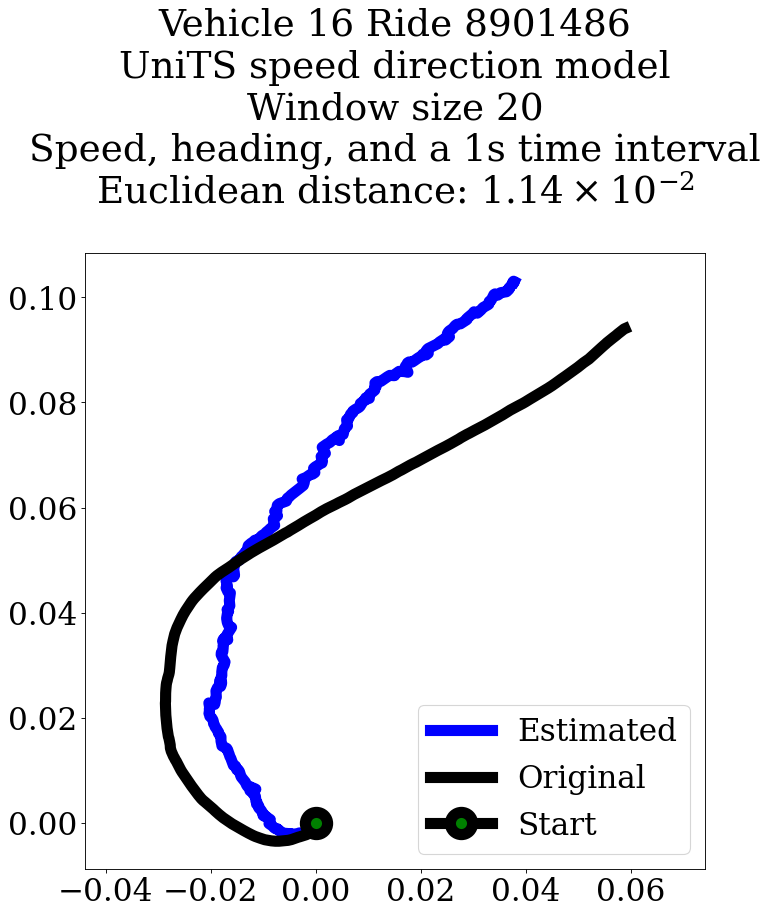 Vehicle 16 Ride 8901486
UniTS speed direction model
Window size 20
Speed, heading, and a 1s time interval
Euclidean distance: 1.14 × 10⁻²
0.10
0.08
0.06
0.04
0.02
0.00
Estimated
Original
Start
−0.04 −0.02 0.00 0.02 0.04 0.06